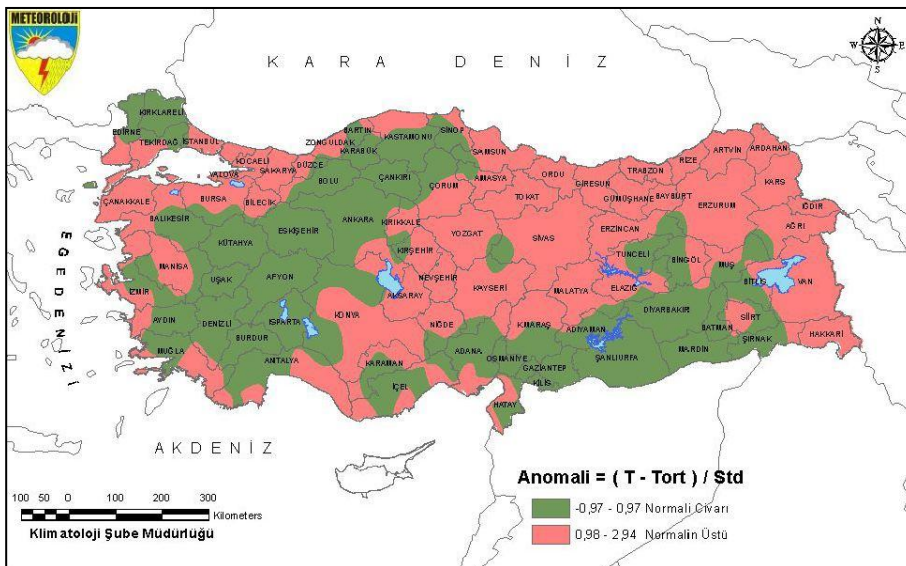 METEOROLOJİ
N
W E
S
K A R A D E N İ Z
KIRKLARELİ
EDİRNE
TEKİRDAĞ
İSTANBUL
KOCAELİ
YALOVA
SAKARYA
DÜZCE
ZONGULDAK
BARTIN
KARABÜK
KASTAMONU
SİNOP
SAMSUN
BOLU
ÇANKIRI
ÇORUM
AMASYA
ORDU
GİRESUN
TRABZON
RİZE
ARTVİN
ARDAHAN
KARS
IĞDIR
AĞRI
ERZURUM
BAYBURT
GÜMÜŞHANE
TOKAT
ÇANAKKALE
BURSA
BİLECİK
BALIKESİR
KÜTAHYA
ESKİŞEHİR
ANKARA
KIRIKKALE
YOZGAT
SİVAS
ERZİNCAN
TUNCELİ
BİNGÖL
MUŞ
BİTLİS
VAN
MANİSA
UŞAK
AFYON
KIRŞEHİR
NEVŞEHİR
AKSARAY
KAYSERİ
MALATYA
ELAZIĞ
DİYARBAKIR
BATMAN
SİİRT
ŞIRNAK
HAKKARİ
İZMİR
AYDIN
DENİZLİ
ISPARTA
BURDUR
KONYA
NİĞDE
K.MARAŞ
ADIYAMAN
ŞANLIURFA
MARDİN
MUĞLA
ANTALYA
KARAMAN
İÇEL
ADANA
OSMANİYE
GAZİANTEP
KİLİS
HATAY
E G E D E N İ Z İ
A K D E N İ Z
Anomali = ( T - Tort ) / Std
-0,97 - 0,97 Normali Civarı
0,98 - 2,94 Normalin Üstü
100 50 0 100 200 300
Kilometers
Klimatoloji Şube Müdürlüğü